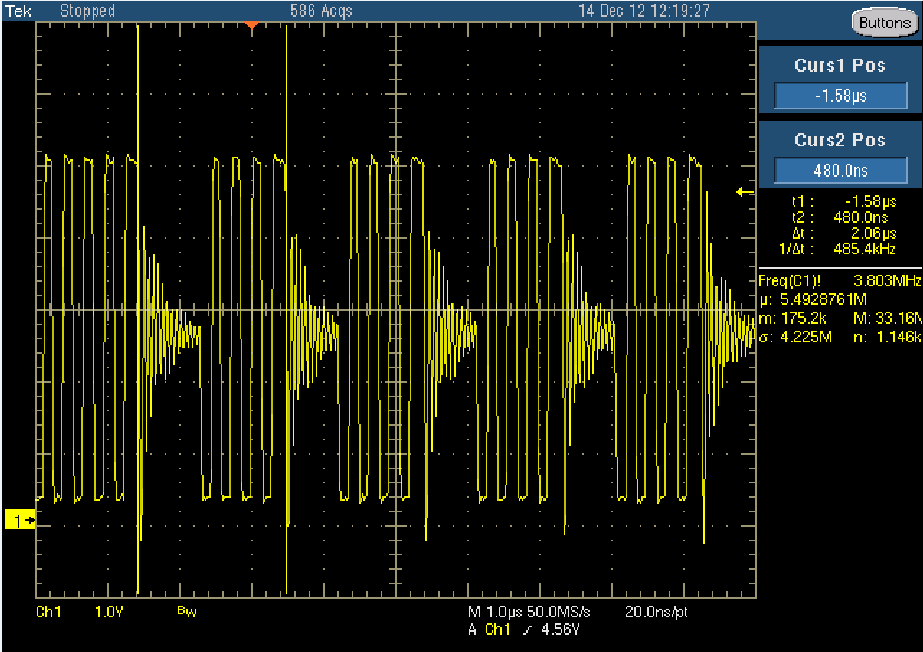 Tek Stopped 586 Acqs 14 Dec 12 12:19:27
Buttons
Curs1 Pos
-1.58µs
Curs2 Pos
480.0ns
t1 : -1.58µs
t2 : 480.0ns
Δt : 2.06µs
1/Δt : 485.4kHz
Freq(C1)! 3.803MHz
µ: 5.4928761M
m: 175.2k M: 33.16M
σ: 4.225M n: 1.146k
1
Ch1 1.0V Bw M 1.0µs 50.0MS/s 20.0ns/pt
A Ch1 / 4.56V